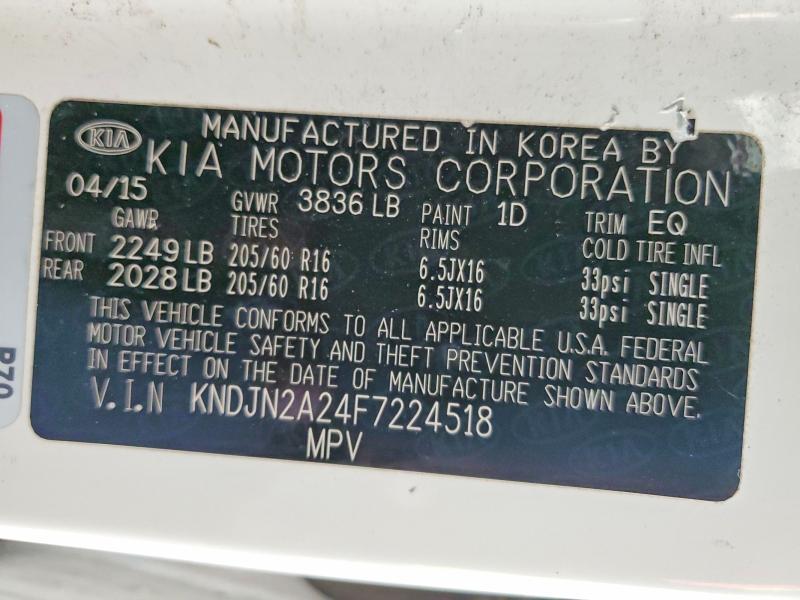 KIA
MANUFACTURED IN KOREA BY
KIA MOTORS CORPORATION
04/15 GVWR 3836 LB PAINT 1D TRIM EQ
GAWR TIRES RIMS COLD TIRE INFL
FRONT 2249 LB 205/60 R16 6.5JX16 33psi SINGLE
REAR 2028 LB 205/60 R16 6.5JX16 33psi SINGLE
THIS VEHICLE CONFORMS TO ALL APPLICABLE U.S.A. FEDERAL
MOTOR VEHICLE SAFETY AND THEFT PREVENTION STANDARDS
IN EFFECT ON THE DATE OF MANUFACTURE SHOWN ABOVE.
V.I.N KNDJN2A24F7224518
MPV